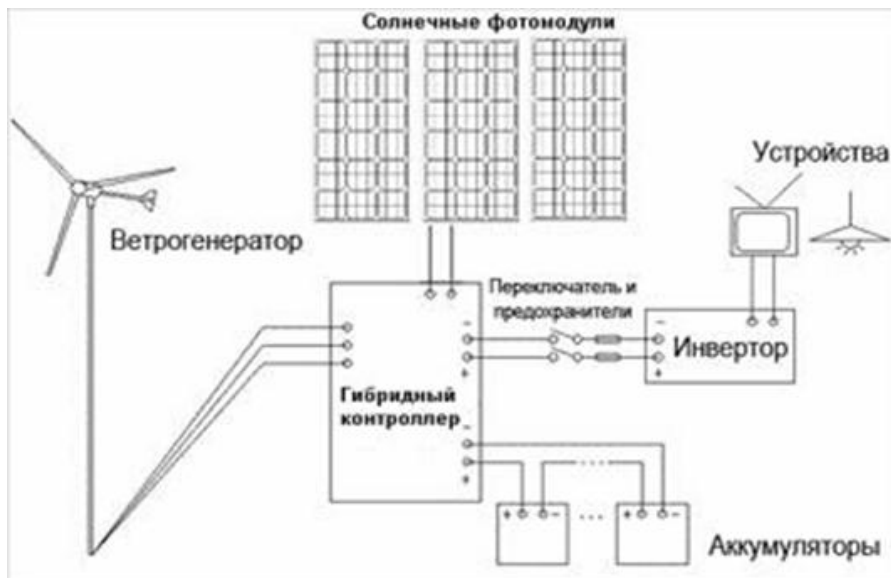 Солнечные фотомодули
Устройства
Ветрогенератор
Переключатель и
предохранители
−
−
Инвертор
+
+
Гибридный
контроллер
−
+
+ − ... + −
...
Аккумуляторы